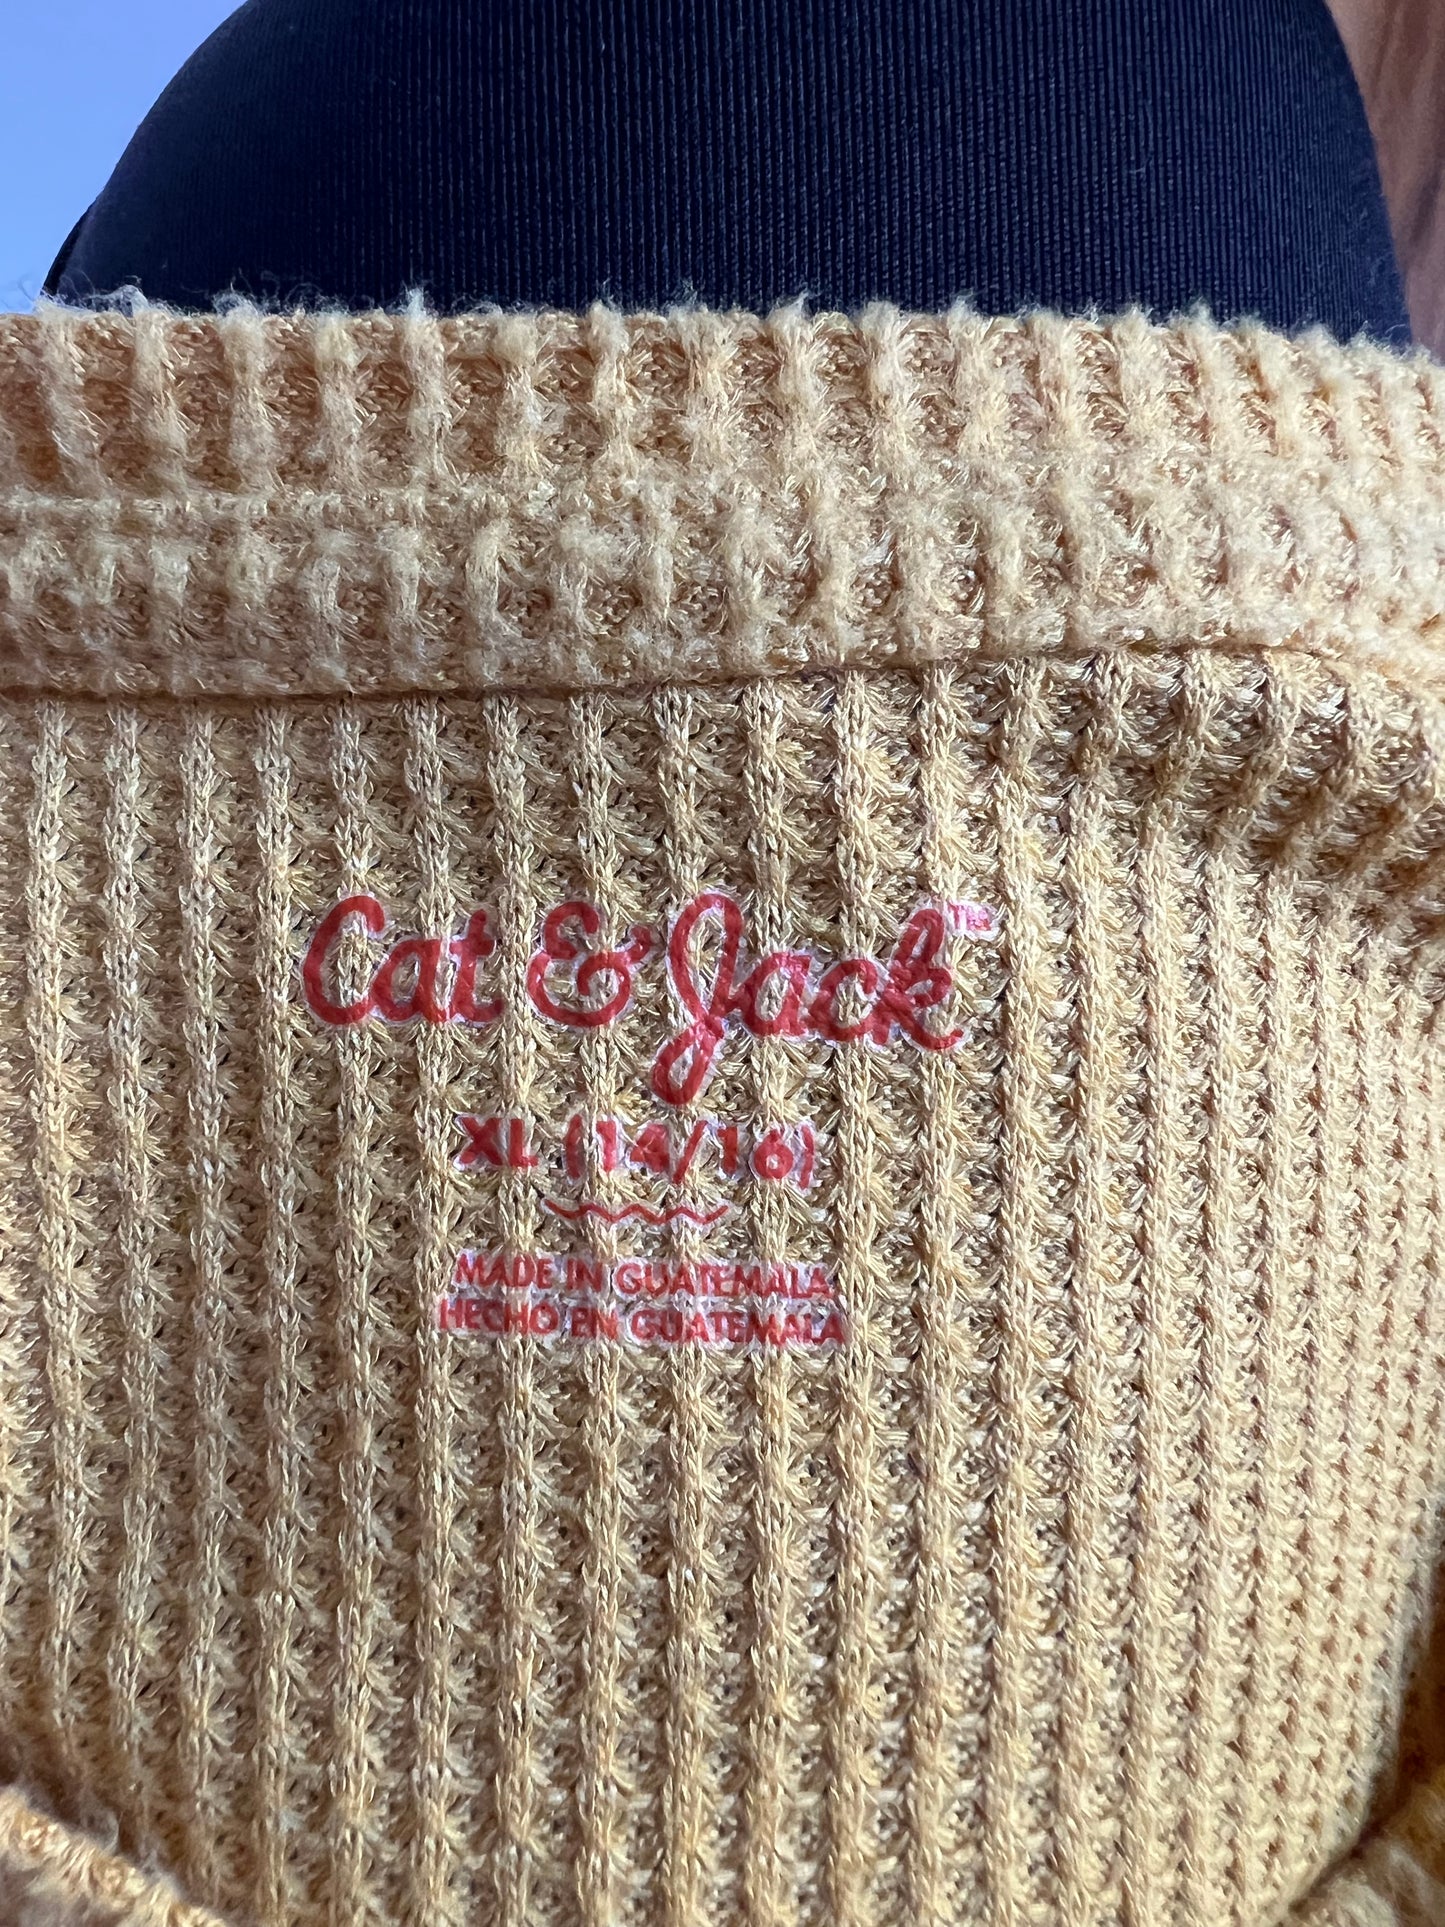 Cat & Jack™
XL (14/16)
MADE IN GUATEMALA
HECHO EN GUATEMALA